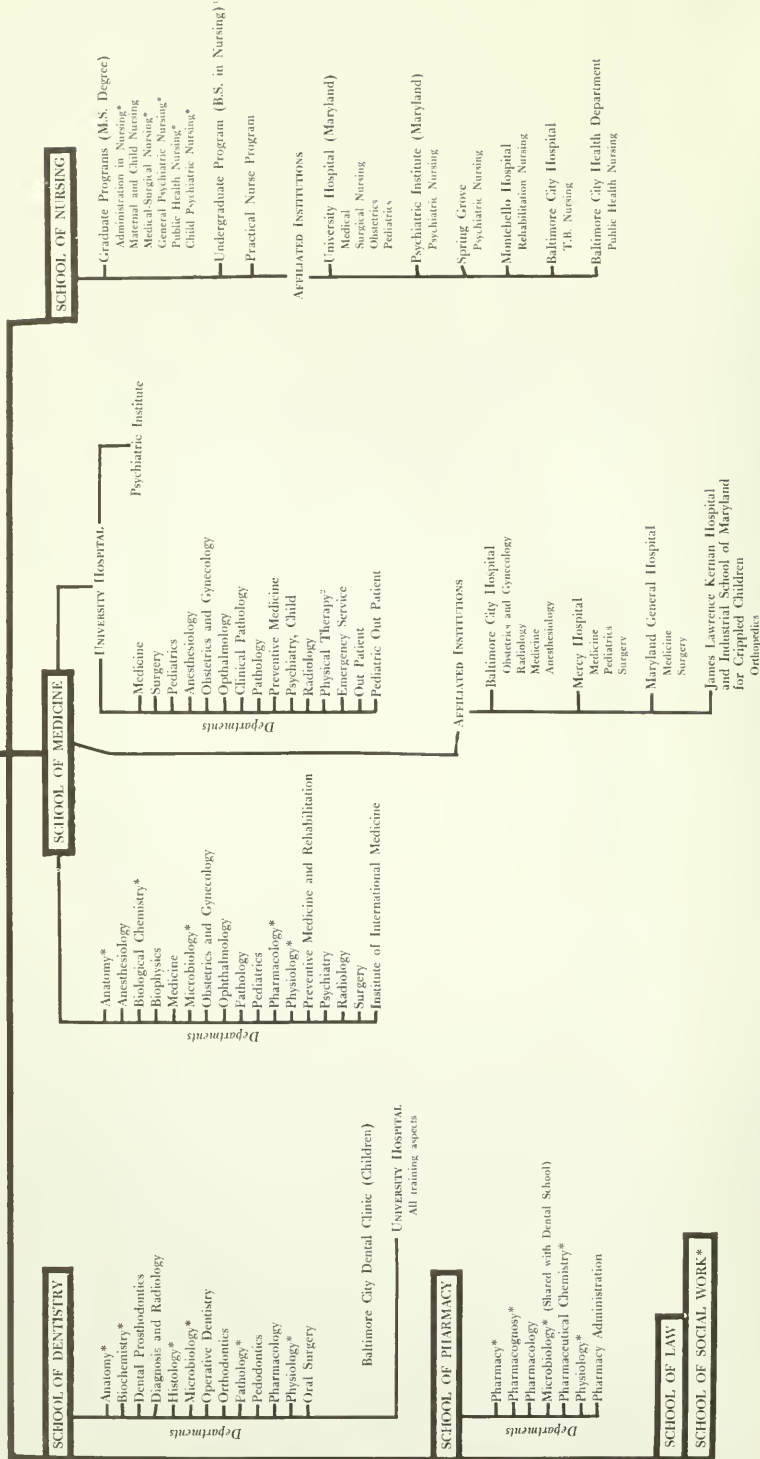 SCHOOL OF DENTISTRY
Departments
Anatomy*
Biochemistry*
Dental Prosthodontics
Diagnosis and Radiology
Histology*
Microbiology*
Operative Dentistry
Orthodontics
Pathology*
Pedodontics
Pharmacology
Physiology*
Oral Surgery
Baltimore City Dental Clinic (Children)
UNIVERSITY HOSPITAL
All training aspects
SCHOOL OF PHARMACY
Departments
Pharmacy*
Pharmacognosy*
Pharmacology
Microbiology* (Shared with Dental School)
Pharmaceutical Chemistry*
Physiology*
Pharmacy Administration
SCHOOL OF LAW
SCHOOL OF SOCIAL WORK*
SCHOOL OF MEDICINE
Departments
Anatomy*
Anesthesiology
Biological Chemistry*
Biophysics
Medicine
Microbiology*
Obstetrics and Gynecology
Ophthalmology
Pathology
Pediatrics
Pharmacology*
Physiology*
Preventive Medicine and Rehabilitation
Psychiatry
Radiology
Surgery
Institute of International Medicine
UNIVERSITY HOSPITAL
Departments
Medicine
Surgery
Pediatrics
Anesthesiology
Obstetrics and Gynecology
Opthalmology
Clinical Pathology
Pathology
Preventive Medicine
Psychiatry, Child
Radiology
Physical Therapy²
Emergency Service
Out Patient
Pediatric Out Patient
Psychiatric Institute
AFFILIATED INSTITUTIONS
Baltimore City Hospital
Obstetrics and Gynecology
Radiology
Medicine
Anesthesiology
Mercy Hospital
Medicine
Pediatrics
Surgery
Maryland General Hospital
Medicine
Surgery
James Lawrence Kernan Hospital
and Industrial School of Maryland
for Crippled Children
Orthopedics
SCHOOL OF NURSING
Graduate Programs (M.S. Degree)
Administration in Nursing*
Maternal and Child Nursing
Medical-Surgical Nursing*
General Psychiatric Nursing*
Public Health Nursing*
Child Psychiatric Nursing*
Undergraduate Program (B.S. in Nursing)¹
Practical Nurse Program
AFFILIATED INSTITUTIONS
University Hospital (Maryland)
Medical
Surgical Nursing
Obstetrics
Pediatrics
Psychiatric Institute (Maryland)
Psychiatric Nursing
Spring Grove
Psychiatric Nursing
Montebello Hospital
Rehabilitation Nursing
Baltimore City Hospital
T.B. Nursing
Baltimore City Health Department
Public Health Nursing